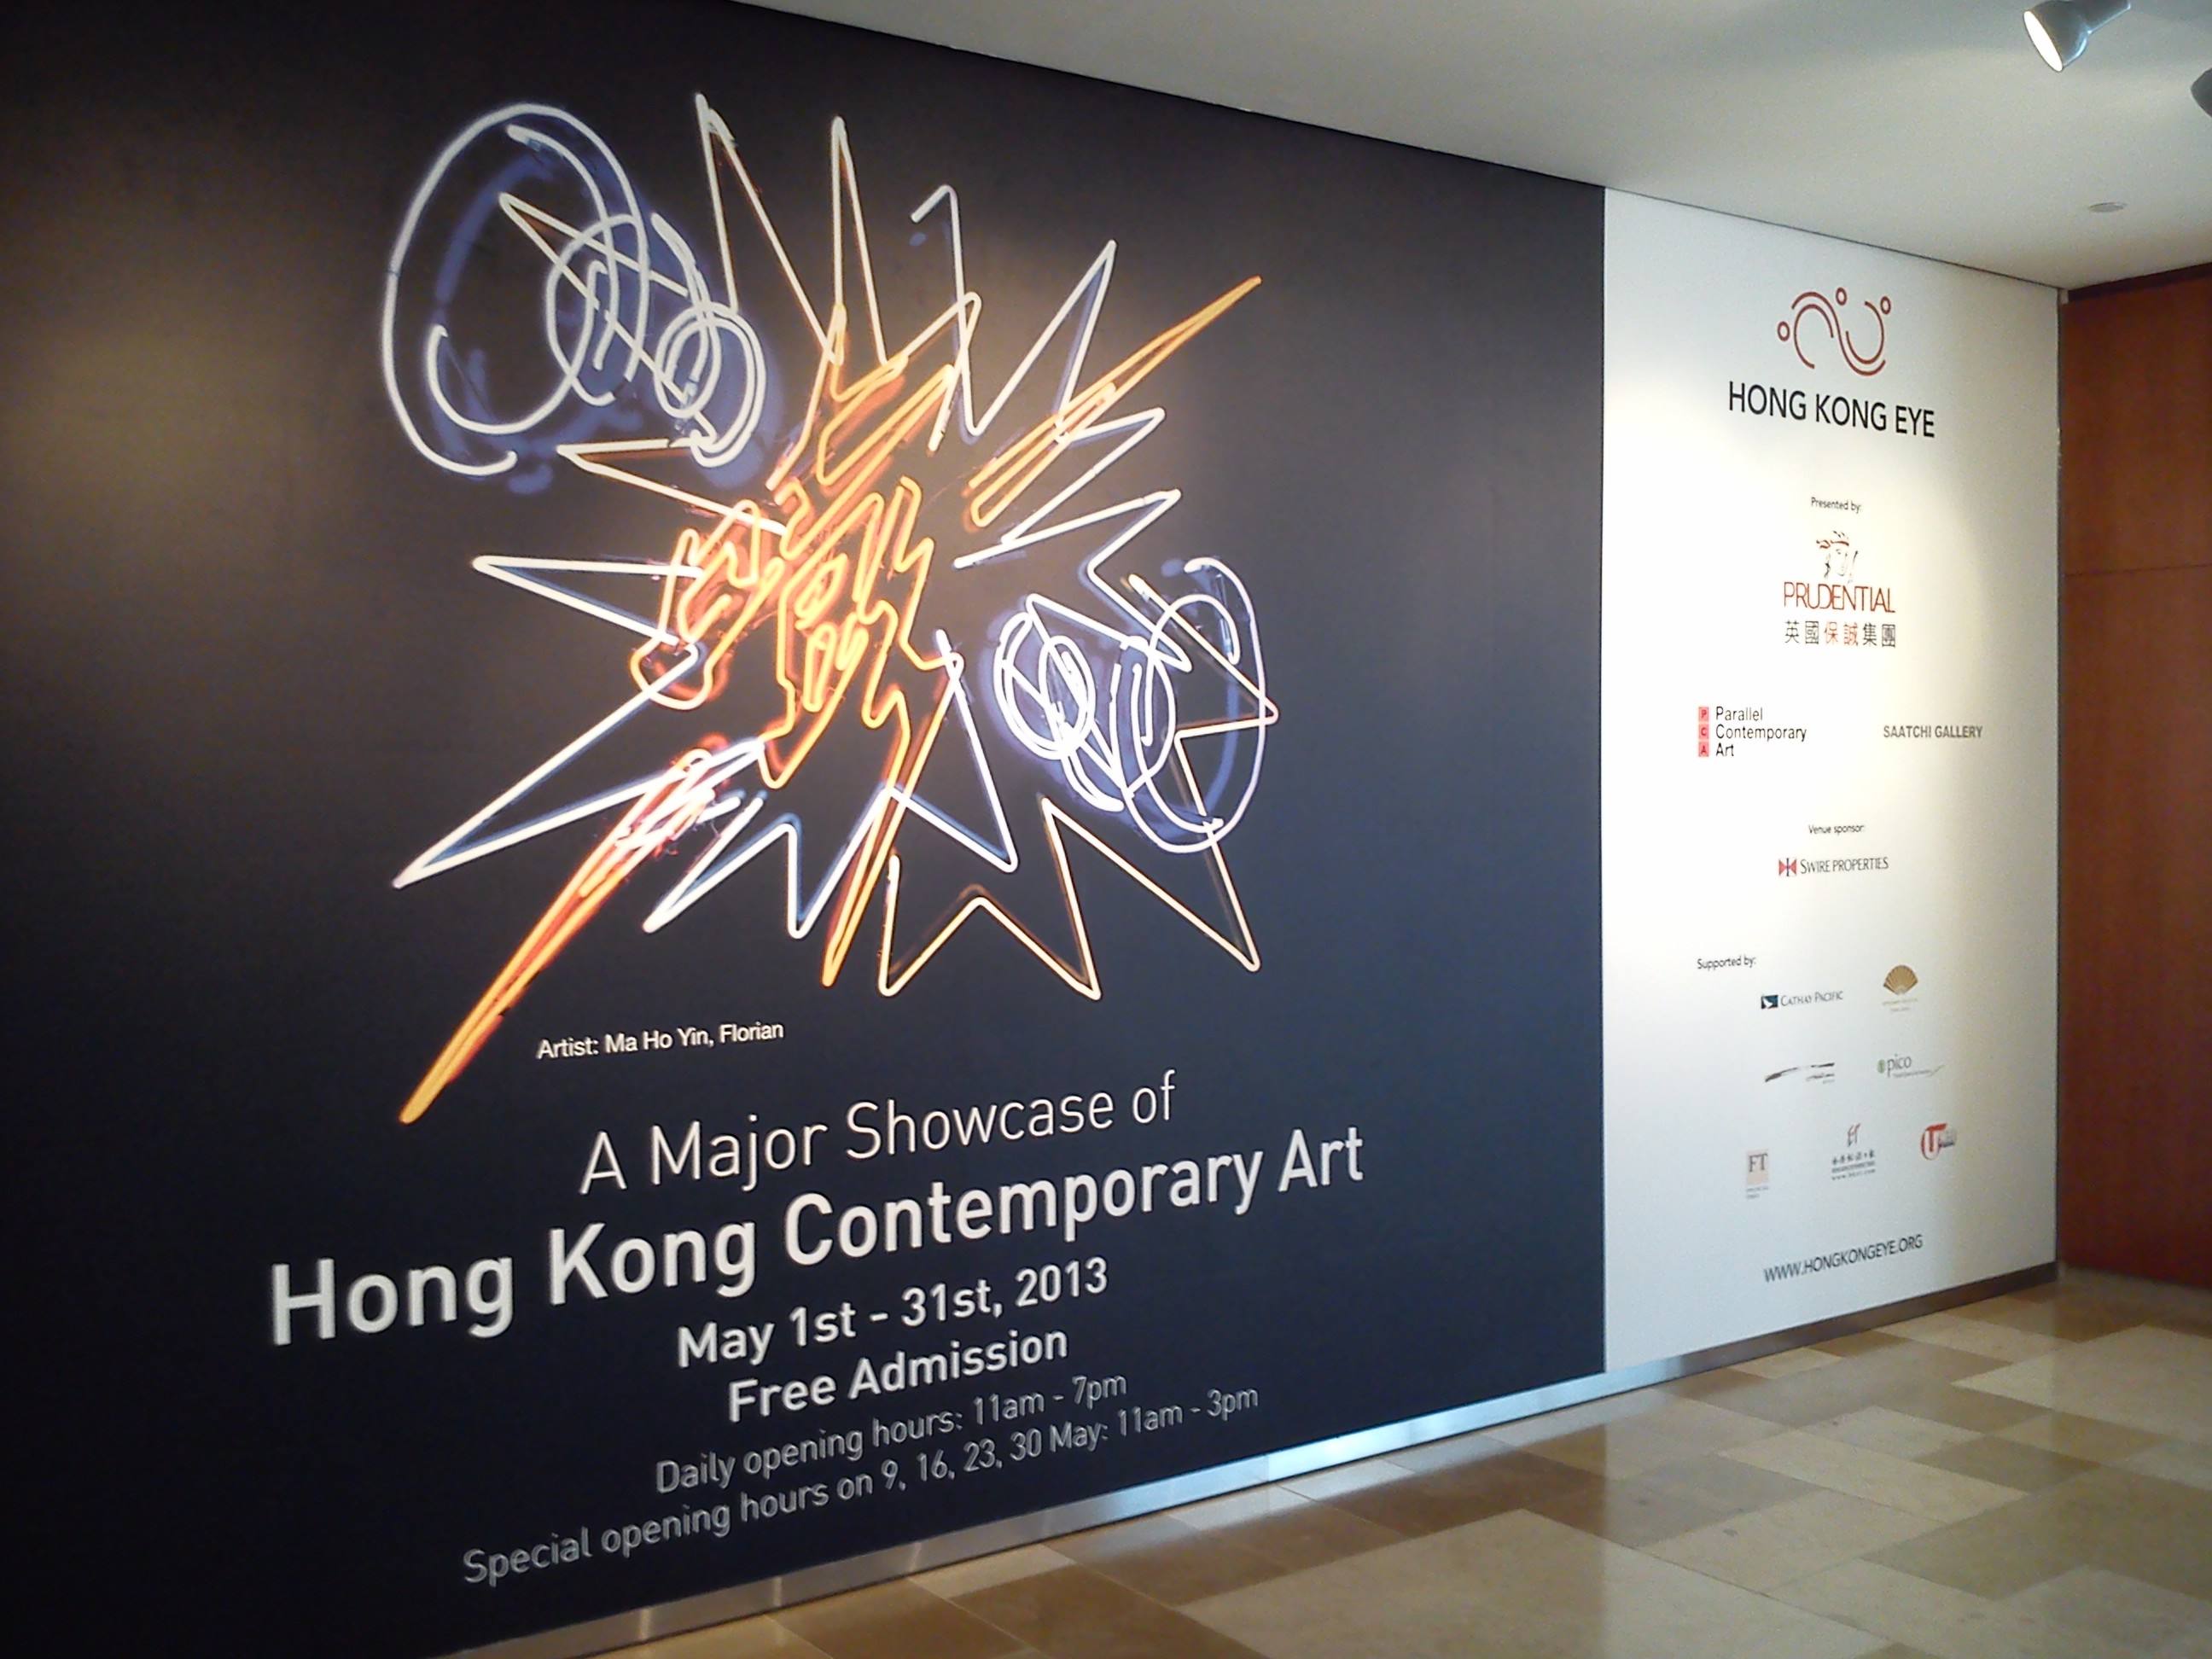 Artist: Ma Ho Yin, Florian
A Major Showcase of
Hong Kong Contemporary Art
May 1st - 31st, 2013
Free Admission
Daily opening hours: 11am - 7pm
Special opening hours on 9, 16, 23, 30 May: 11am - 3pm
HONG KONG EYE
Presented by:
PRUDENTIAL
英國保誠集團
P Parallel
C Contemporary
A Art
SAATCHI GALLERY
Venue sponsor:
SWIRE PROPERTIES
Supported by:
CATHAY PACIFIC
pico
FT
WWW.HONGKONGEYE.ORG